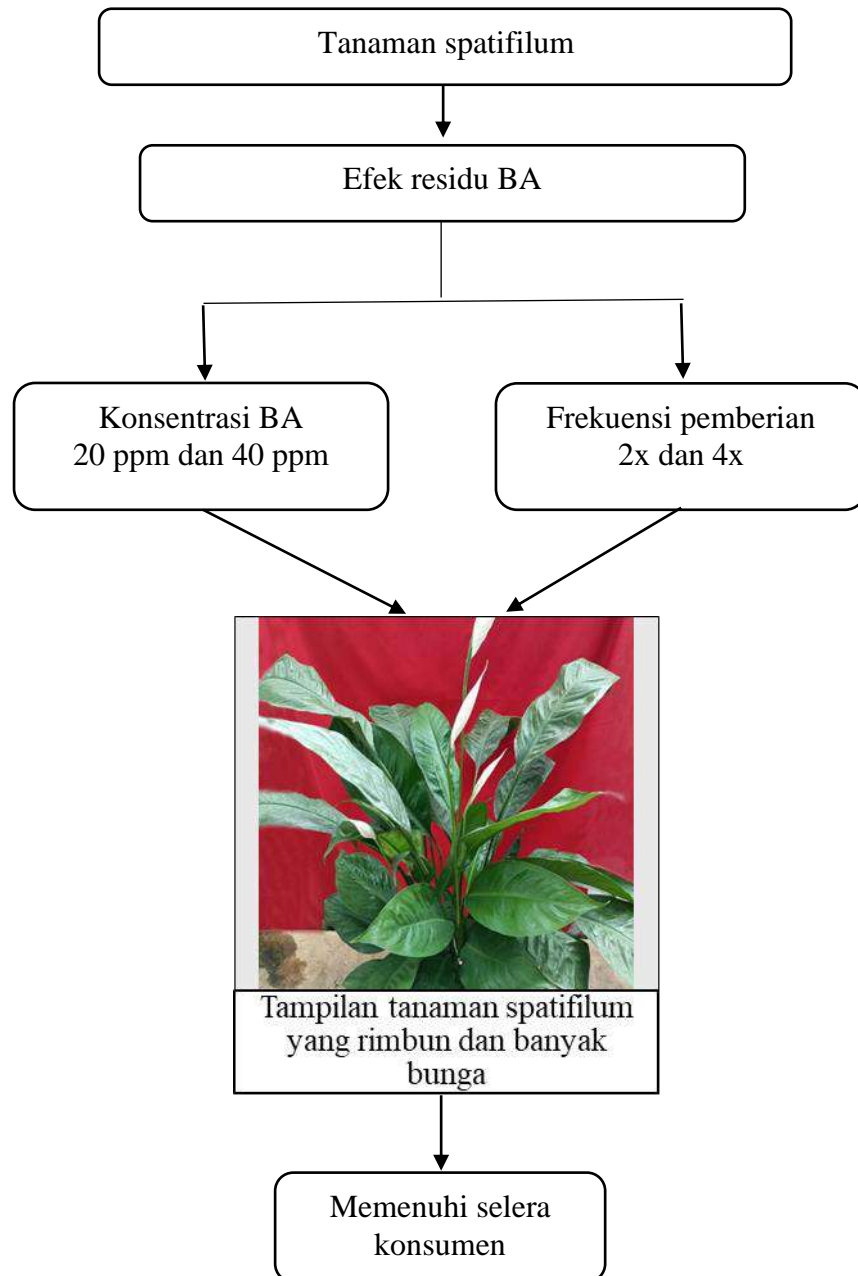 Tanaman spatifilum
Efek residu BA
Konsentrasi BA
20 ppm dan 40 ppm
Frekuensi pemberian
2x dan 4x
Tampilan tanaman spatifilum
yang rimbun dan banyak
bunga
Memenuhi selera
konsumen